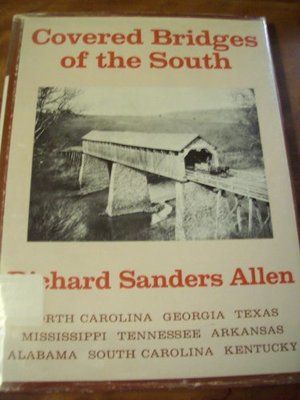 Covered Bridges
of the South
Richard Sanders Allen
NORTH CAROLINA GEORGIA TEXAS
MISSISSIPPI TENNESSEE ARKANSAS
ALABAMA SOUTH CAROLINA KENTUCKY